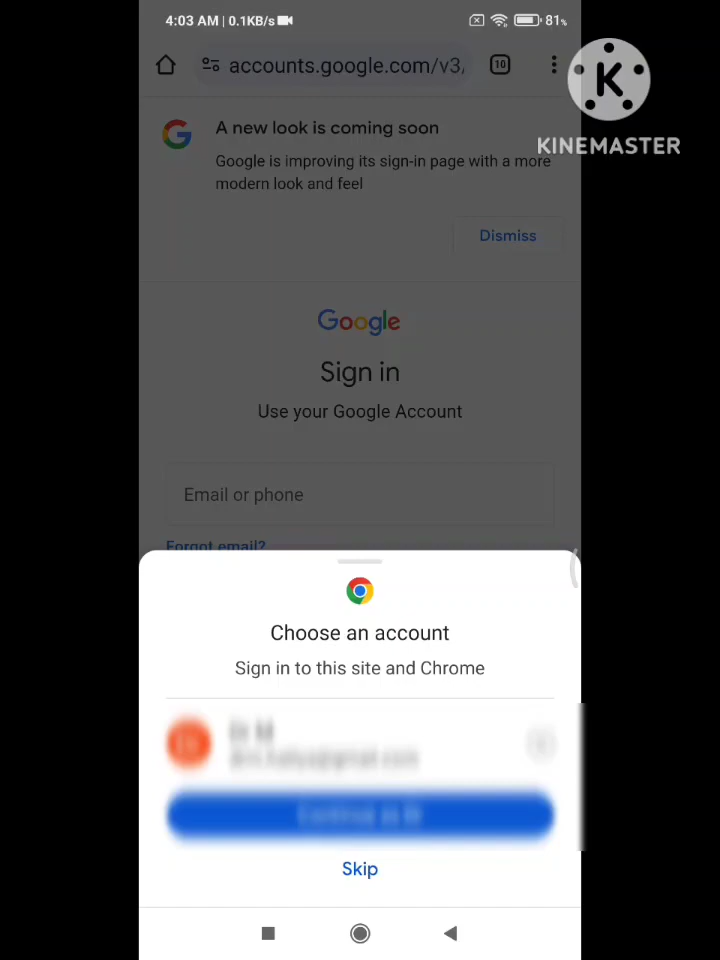 4:03 AM | 0.1KB/s
81%
accounts.google.com/v3,
10
K
KINEMASTER
A new look is coming soon
Google is improving its sign-in page with a more
modern look and feel
Dismiss
Google
Sign in
Use your Google Account
Email or phone
Forgot email?
Choose an account
Sign in to this site and Chrome
Skip